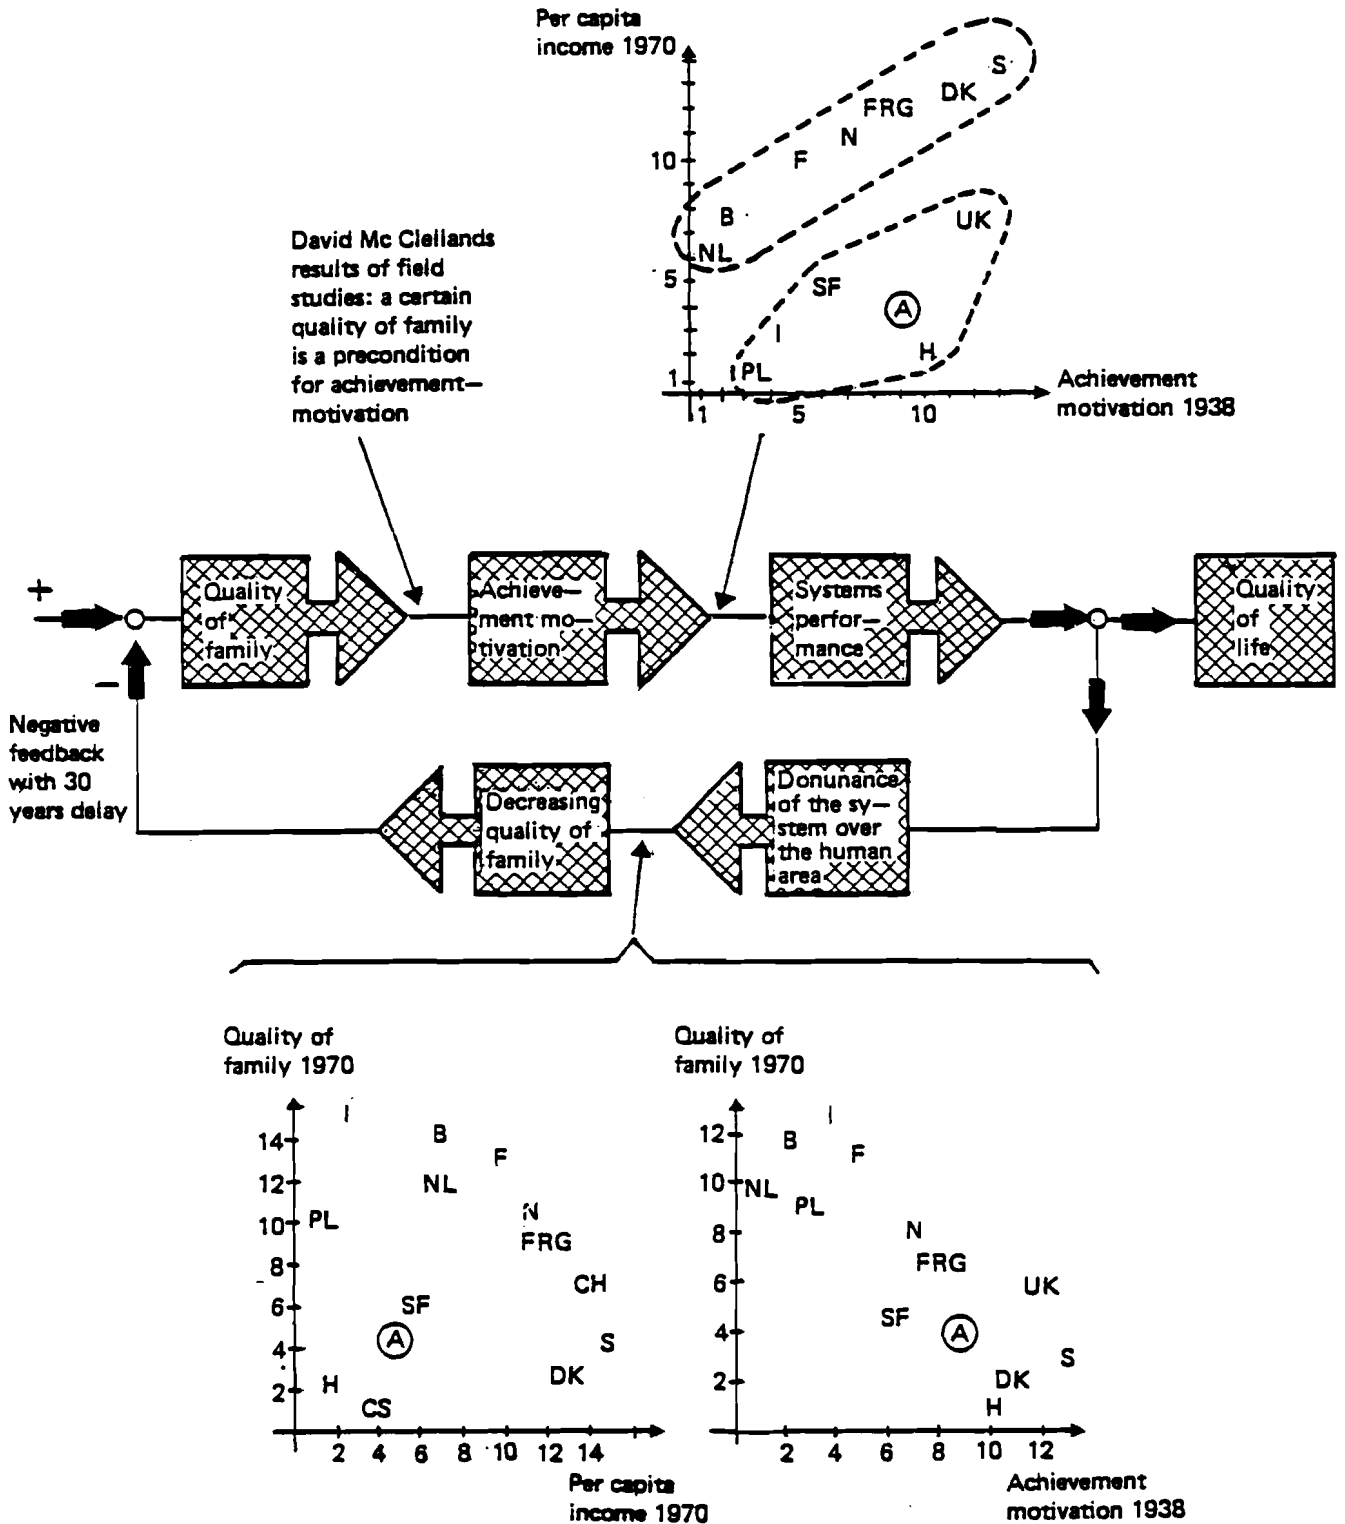 Per capita
income 1970
S
DK
FRG
N
F
10
B
UK
NL
5
SF
A
I
H
PL
1
1
5
10
Achievement
motivation 1938
David Mc Clellands
results of field
studies: a certain
quality of family
is a precondition
for achievement—
motivation
+
Quality
of
family
Achieve—
ment mo—
tivation
Systems
perfor—
mance
Quality
of
life
−
Negative
feedback
with 30
years delay
Decreasing
quality of
family
Donunance
of the sy—
stem over
the human
area
Quality of
family 1970
I
B
14
F
NL
12
PL
N
10
FRG
8
CH
SF
6
A
S
4
DK
H
2
CS
2 4 6 8 10 12 14
Per capita
income 1970
Quality of
family 1970
I
12
B
F
10
NL
PL
8
N
FRG
6
UK
SF
4
A
S
2
DK
H
2 4 6 8 10 12
Achievement
motivation 1938